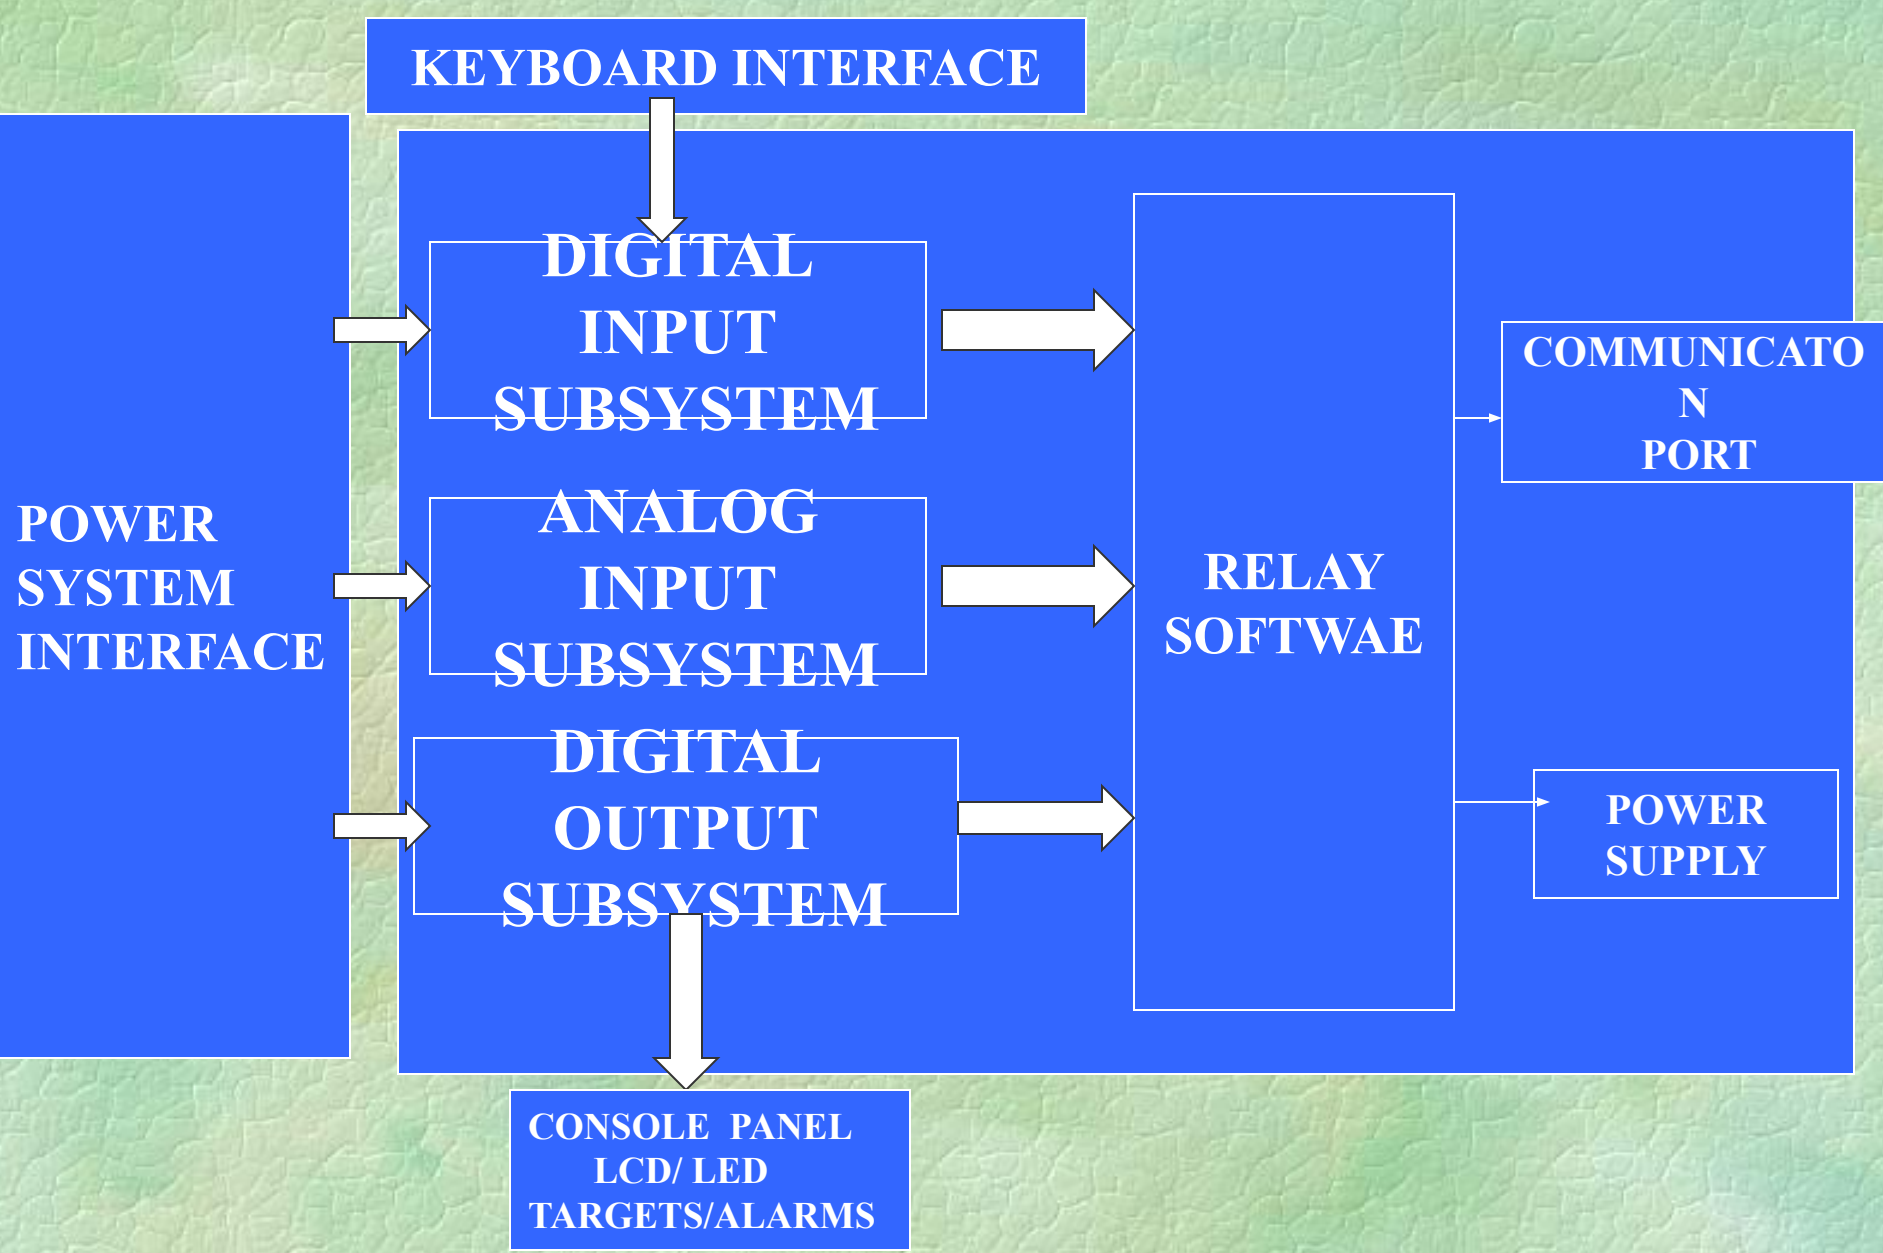 KEYBOARD INTERFACE
POWER
SYSTEM
INTERFACE
DIGITAL
INPUT
SUBSYSTEM
ANALOG
INPUT
SUBSYSTEM
DIGITAL
OUTPUT
SUBSYSTEM
RELAY
SOFTWAE
COMMUNICATO
N
PORT
POWER
SUPPLY
CONSOLE PANEL
LCD/ LED
TARGETS/ALARMS